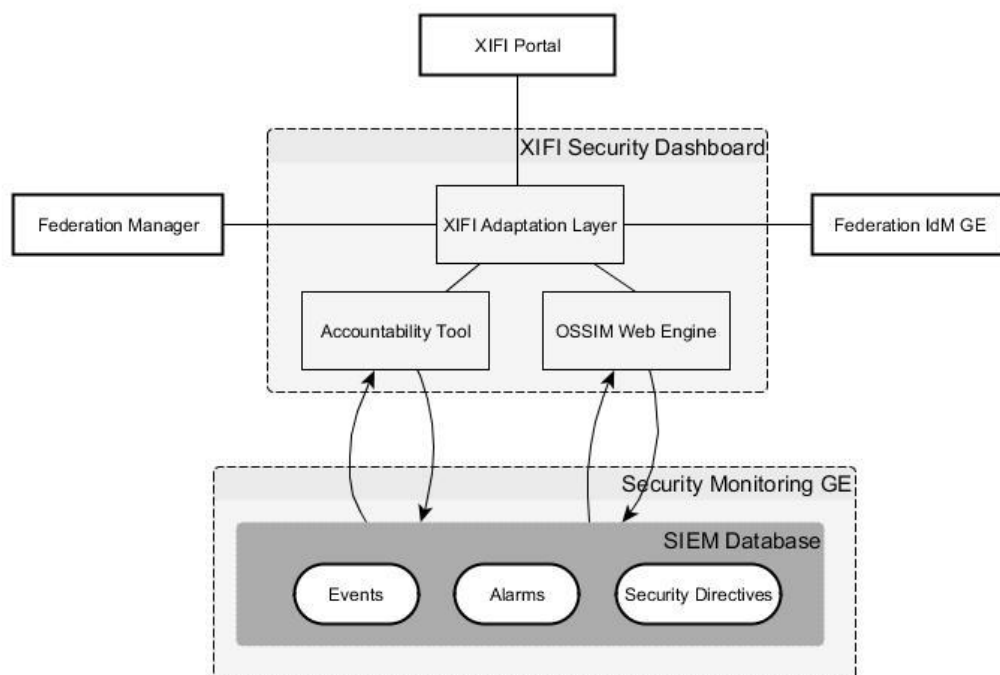 XIFI Portal
XIFI Security Dashboard
Federation Manager
XIFI Adaptation Layer
Federation IdM GE
Accountability Tool
OSSIM Web Engine
Security Monitoring GE
SIEM Database
Events
Alarms
Security Directives